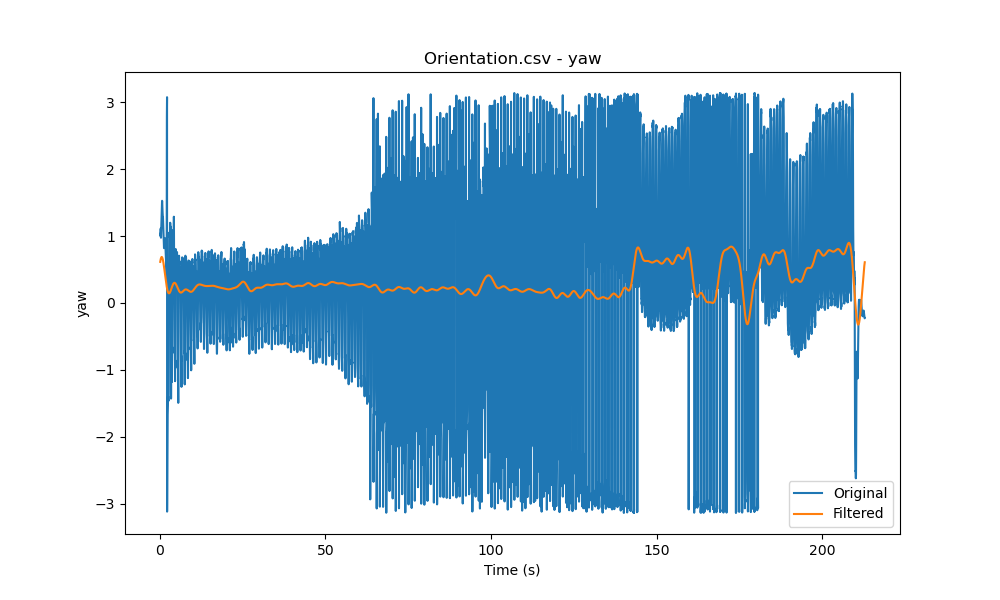 Orientation.csv - yaw
yaw
3
2
1
0
−1
−2
−3
0
50
100
150
200
Time (s)
Original
Filtered